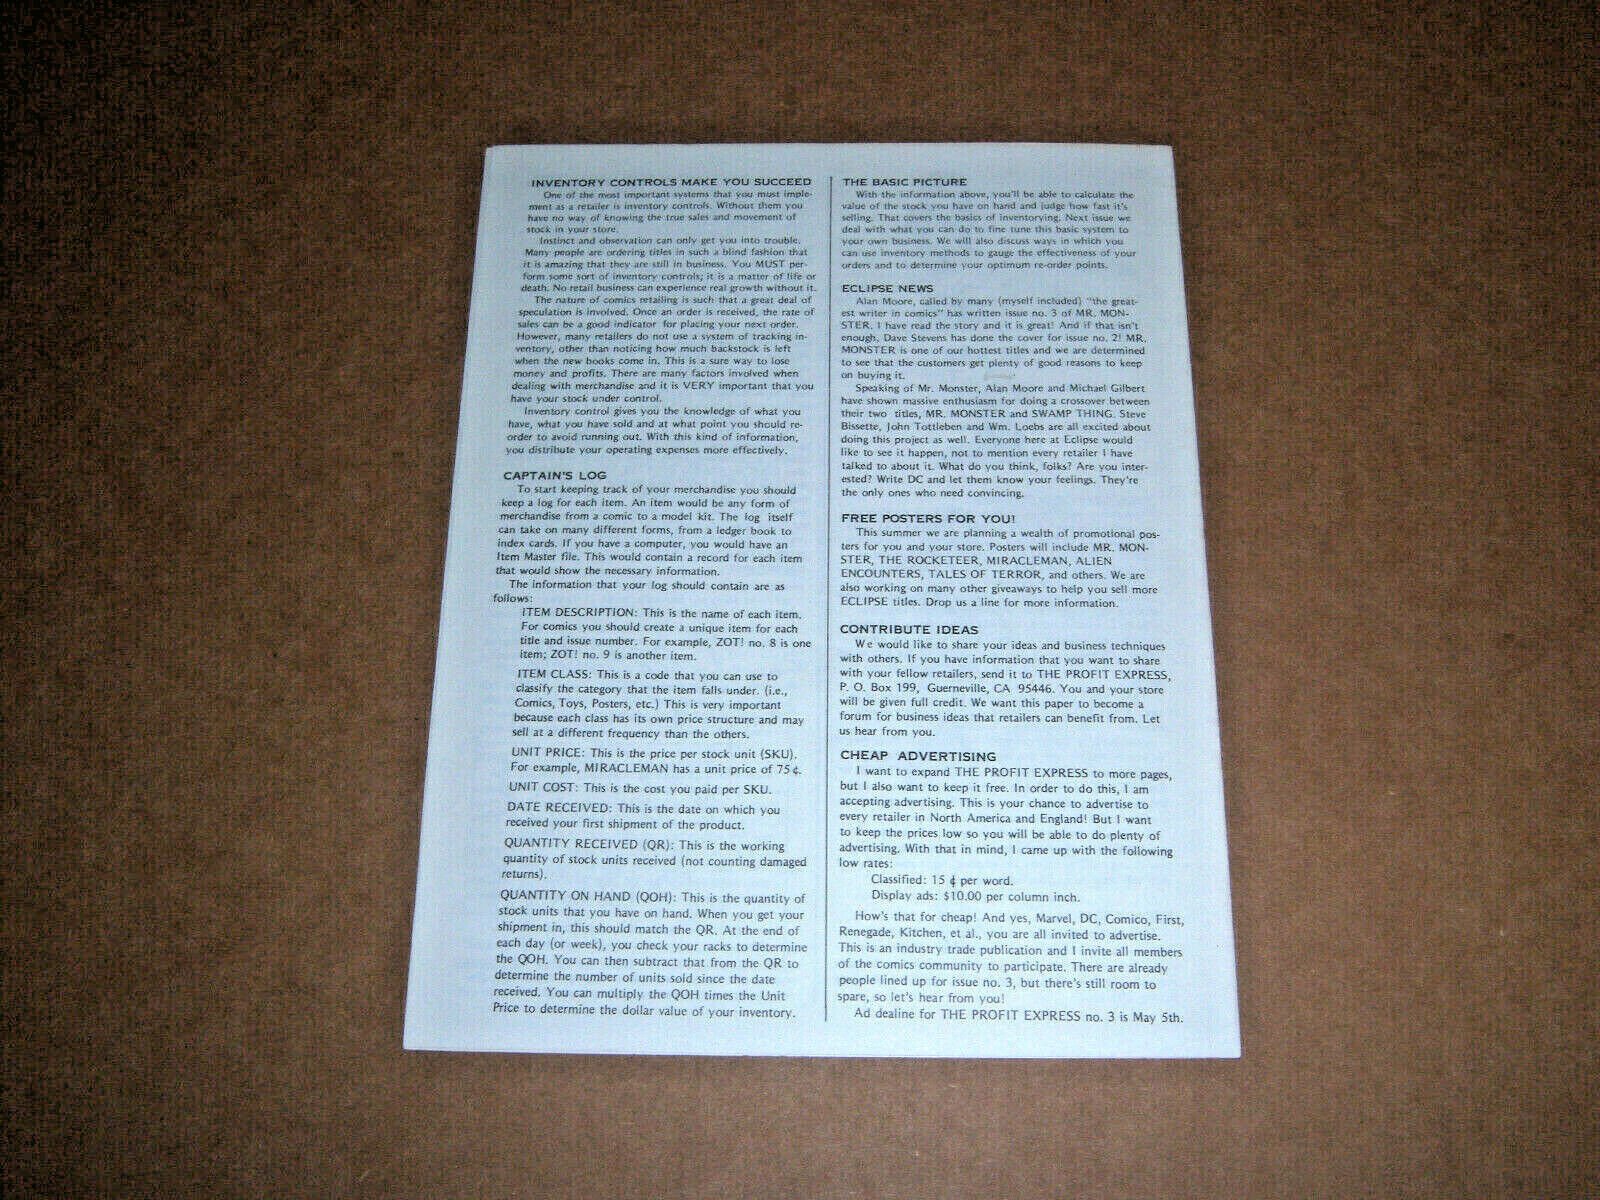 INVENTORY CONTROLS MAKE YOU SUCCEED
One of the most important systems that you must imple-
ment as a retailer is inventory controls. Without them you
have no way of knowing the true sales and movement of
stock in your store.
Instinct and observation can only get you into trouble.
Many people are ordering titles in such a blind fashion that
it is amazing that they are still in business. You MUST per-
form some sort of inventory controls; it is a matter of life or
death. No retail business can experience real growth without it.
The nature of comics retailing is such that a great deal of
speculation is involved. Once an order is received, the rate of
sales can be a good indicator for placing your next order.
However, many retailers do not use a system of tracking in-
ventory, other than noticing how much backstock is left
when the new books come in. This is a sure way to lose
money and profits. There are many factors involved when
dealing with merchandise and it is VERY important that you
have your stock under control.
Inventory control gives you the knowledge of what you
have, what you have sold and at what point you should re-
order to avoid running out. With this kind of information,
you distribute your operating expenses more effectively.
CAPTAIN'S LOG
To start keeping track of your merchandise you should
keep a log for each item. An item would be any form of
merchandise from a comic to a model kit. The log itself
can take on many different forms, from a ledger book to
index cards. If you have a computer, you would have an
Item Master file. This would contain a record for each item
that would show the necessary information.
The information that your log should contain are as
follows:
ITEM DESCRIPTION: This is the name of each item.
For comics you should create a unique item for each
title and issue number. For example, ZOT! no. 8 is one
item; ZOT! no. 9 is another item.
ITEM CLASS: This is a code that you can use to
classify the category that the item falls under. (i.e.,
Comics, Toys, Posters, etc.) This is very important
because each class has its own price structure and may
sell at a different frequency than the others.
UNIT PRICE: This is the price per stock unit (SKU).
For example, MIRACLEMAN has a unit price of 75¢.
UNIT COST: This is the cost you paid per SKU.
DATE RECEIVED: This is the date on which you
received your first shipment of the product.
QUANTITY RECEIVED (QR): This is the working
quantity of stock units received (not counting damaged
returns).
QUANTITY ON HAND (QOH): This is the quantity of
stock units that you have on hand. When you get your
shipment in, this should match the QR. At the end of
each day (or week), you check your racks to determine
the QOH. You can then subtract that from the QR to
determine the number of units sold since the date
received. You can multiply the QOH times the Unit
Price to determine the dollar value of your inventory.
THE BASIC PICTURE
With the information above, you'll be able to calculate the
value of the stock you have on hand and judge how fast it's
selling. That covers the basics of inventorying. Next issue we
deal with what you can do to fine tune this basic system to
your own business. We will also discuss ways in which you
can use inventory methods to gauge the effectiveness of your
orders and to determine your optimum re-order points.
ECLIPSE NEWS
Alan Moore, called by many (myself included) "the great-
est writer in comics" has written issue no. 3 of MR. MON-
STER. I have read the story and it is great! And if that isn't
enough, Dave Stevens has done the cover for issue no. 2! MR.
MONSTER is one of our hottest titles and we are determined
to see that the customers get plenty of good reasons to keep
on buying it.
Speaking of Mr. Monster, Alan Moore and Michael Gilbert
have shown massive enthusiasm for doing a crossover between
their two titles, MR. MONSTER and SWAMP THING. Steve
Bissette, John Tottleben and Wm. Loebs are all excited about
doing this project as well. Everyone here at Eclipse would
like to see it happen, not to mention every retailer I have
talked to about it. What do you think, folks? Are you inter-
ested? Write DC and let them know your feelings. They're
the only ones who need convincing.
FREE POSTERS FOR YOU!
This summer we are planning a wealth of promotional pos-
ters for you and your store. Posters will include MR. MON-
STER, THE ROCKETEER, MIRACLEMAN, ALIEN
ENCOUNTERS, TALES OF TERROR, and others. We are
also working on many other giveaways to help you sell more
ECLIPSE titles. Drop us a line for more information.
CONTRIBUTE IDEAS
We would like to share your ideas and business techniques
with others. If you have information that you want to share
with your fellow retailers, send it to THE PROFIT EXPRESS,
P. O. Box 199, Guerneville, CA 95446. You and your store
will be given full credit. We want this paper to become a
forum for business ideas that retailers can benefit from. Let
us hear from you.
CHEAP ADVERTISING
I want to expand THE PROFIT EXPRESS to more pages,
but I also want to keep it free. In order to do this, I am
accepting advertising. This is your chance to advertise to
every retailer in North America and England! But I want
to keep the prices low so you will be able to do plenty of
advertising. With that in mind, I came up with the following
low rates:
Classified: 15 ¢ per word.
Display ads: $10.00 per column inch.
How's that for cheap! And yes, Marvel, DC, Comico, First,
Renegade, Kitchen, et al., you are all invited to advertise.
This is an industry trade publication and I invite all members
of the comics community to participate. There are already
people lined up for issue no. 3, but there's still room to
spare, so let's hear from you!
Ad dealine for THE PROFIT EXPRESS no. 3 is May 5th.